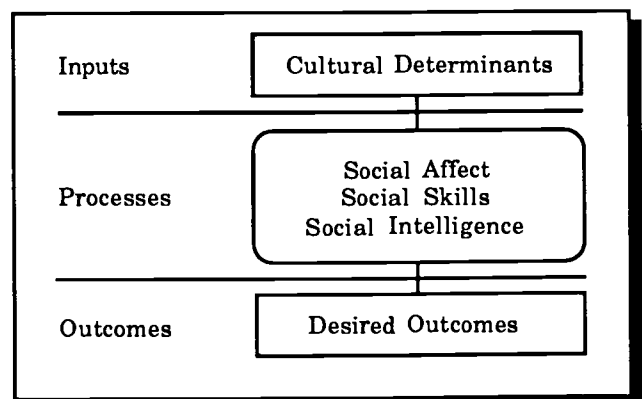 Inputs
Cultural Determinants
Processes
Social Affect
Social Skills
Social Intelligence
Outcomes
Desired Outcomes